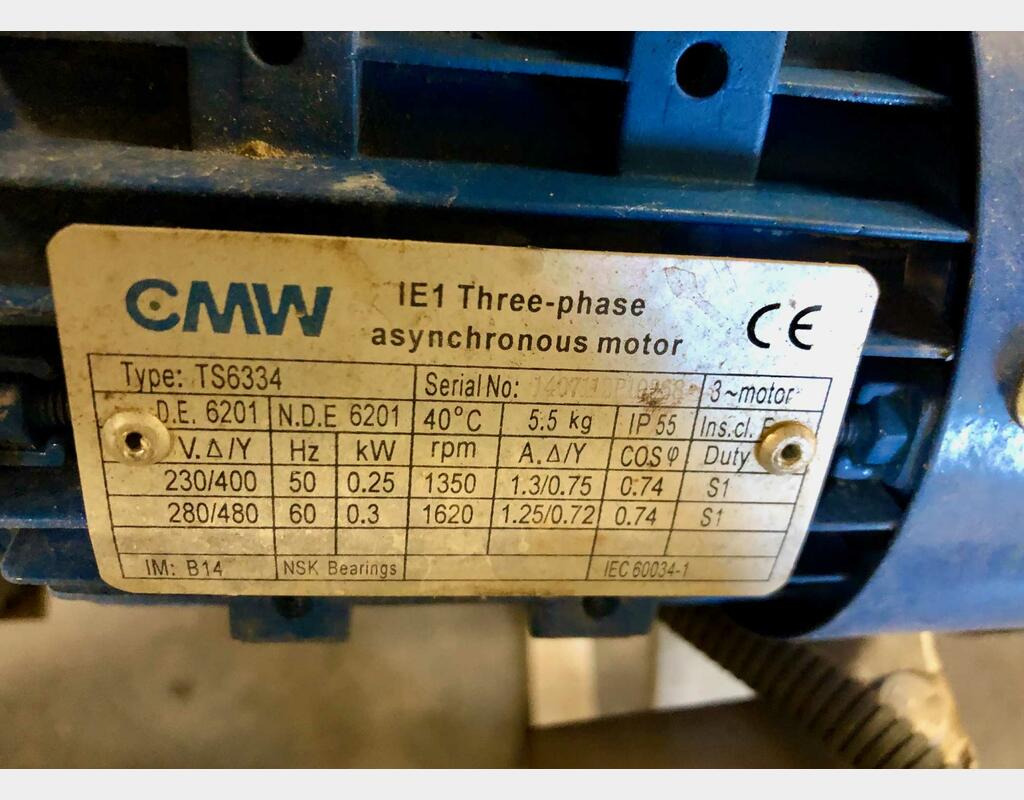 CMW
IE1 Three-phase
asynchronous motor
CE
Type: TS6334 Serial No: 3~motor
D.E. 6201 N.D.E 6201 40°C 5.5 kg IP 55 Ins.cl.
V.Δ/Y Hz kW rpm A.Δ/Y COSφ Duty
230/400 50 0.25 1350 1.3/0.75 0.74 S1
280/480 60 0.3 1620 1.25/0.72 0.74 S1
IM: B14 NSK Bearings IEC 60034-1